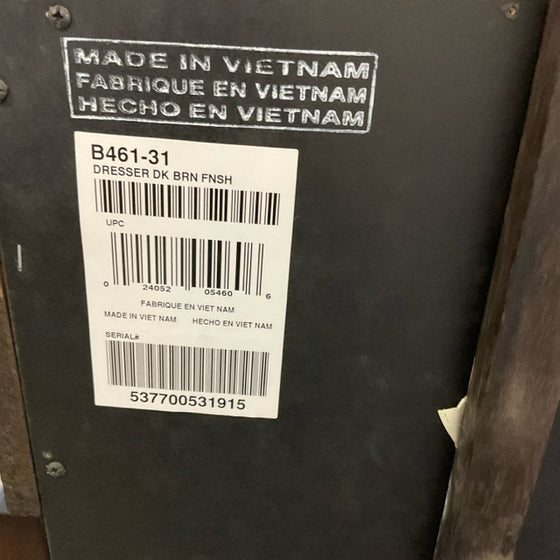 MADE IN VIETNAM
FABRIQUE EN VIETNAM
HECHO EN VIETNAM
B461-31
DRESSER DK BRN FNSH
UPC
0 24052 05460 6
FABRIQUE EN VIET NAM
MADE IN VIET NAM HECHO EN VIET NAM
SERIAL#
537700531915